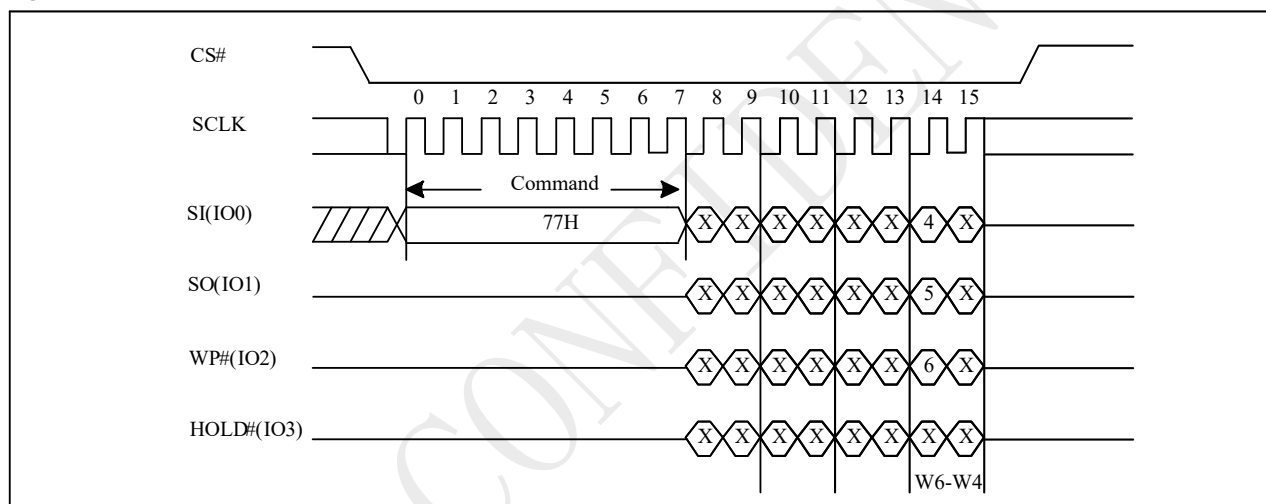 CS#
0 1 2 3 4 5 6 7 8 9 10 11 12 13 14 15
SCLK
Command
SI(IO0) 77H X X X X X X 4 X
SO(IO1) X X X X X X 5 X
WP#(IO2) X X X X X X 6 X
HOLD#(IO3) X X X X X X X X
W6-W4
CONFIDEN